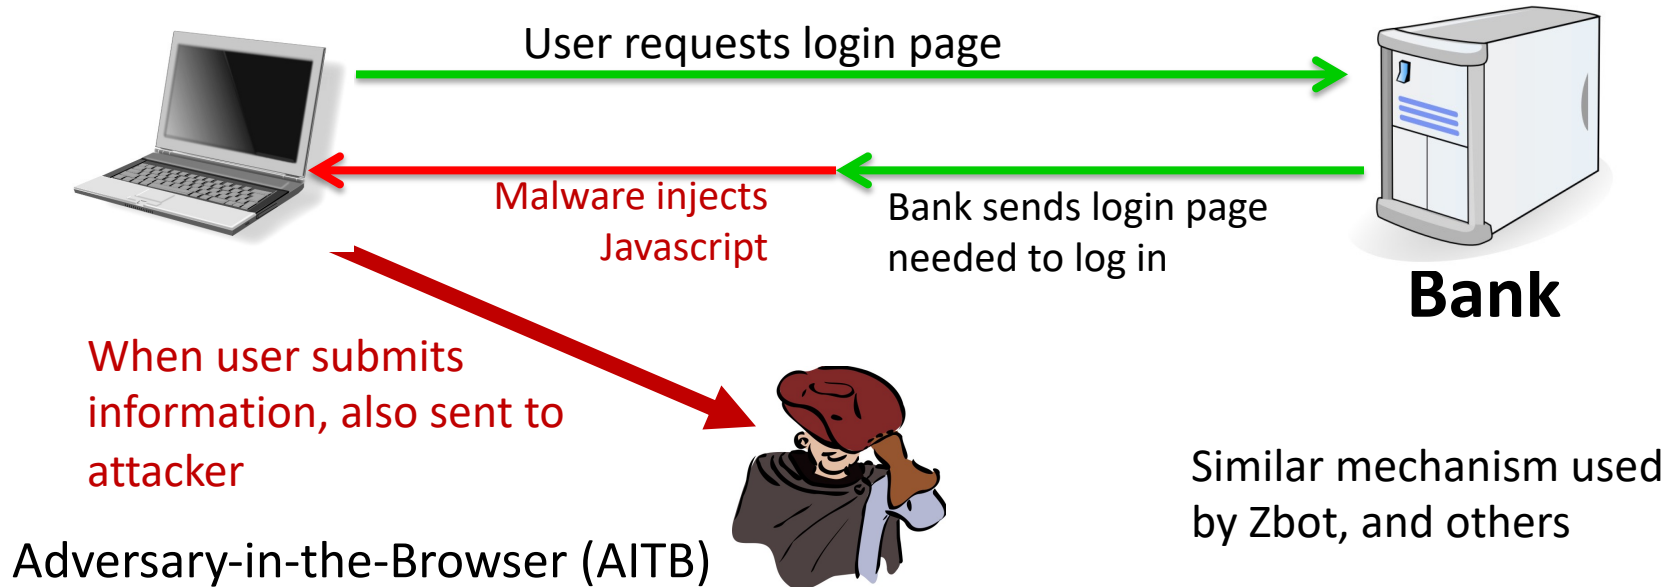 User requests login page
Malware injects
Javascript
Bank sends login page
needed to log in
Bank
When user submits
information, also sent to
attacker
Similar mechanism used
by Zbot, and others
Adversary-in-the-Browser (AITB)